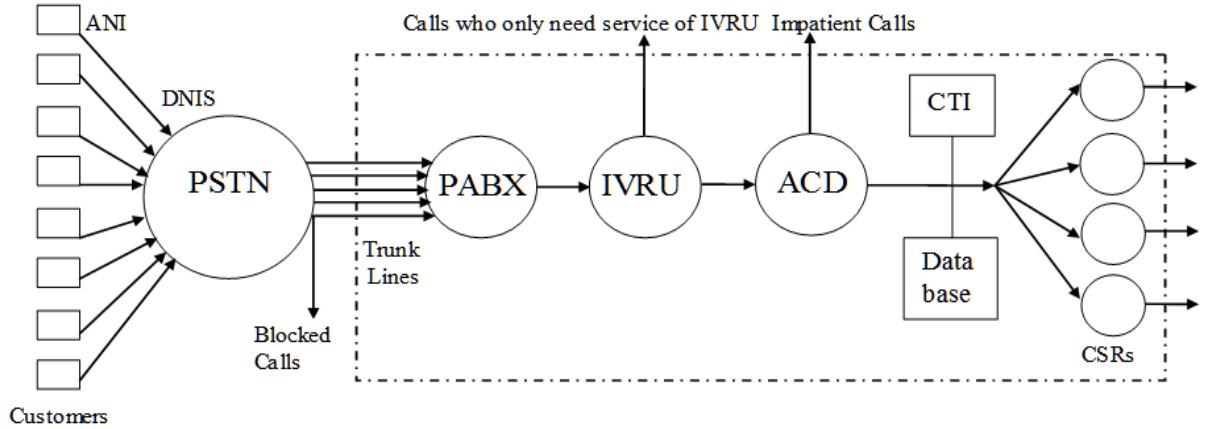 ANI
Calls who only need service of IVRU
Impatient Calls
DNIS
PSTN
PABX
IVRU
ACD
CTI
Trunk
Lines
Data
base
Blocked
Calls
CSRs
Customers